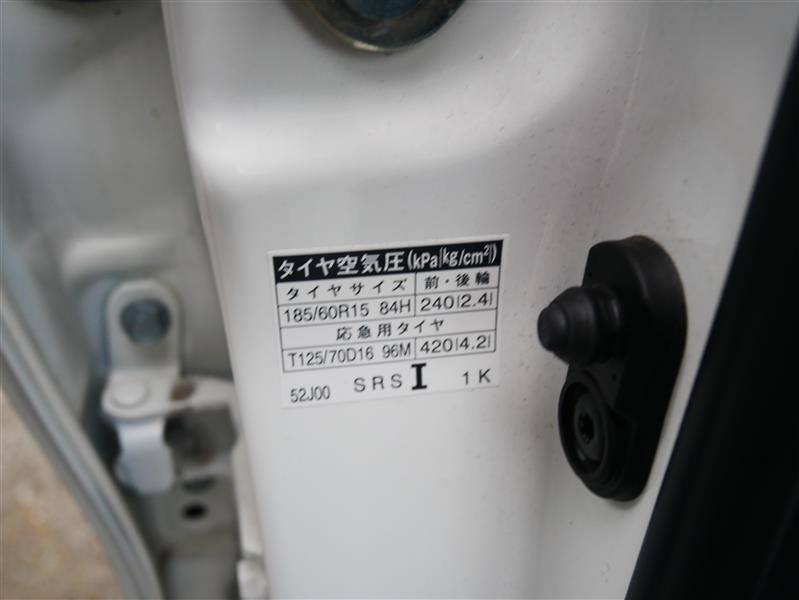 タイヤ空気圧(kPa{kg/cm²})
タイヤサイズ 前・後輪
185/60R15 84H 240{2.4}
応急用タイヤ
T125/70D16 96M 420{4.2}
52J00 SRS I 1K